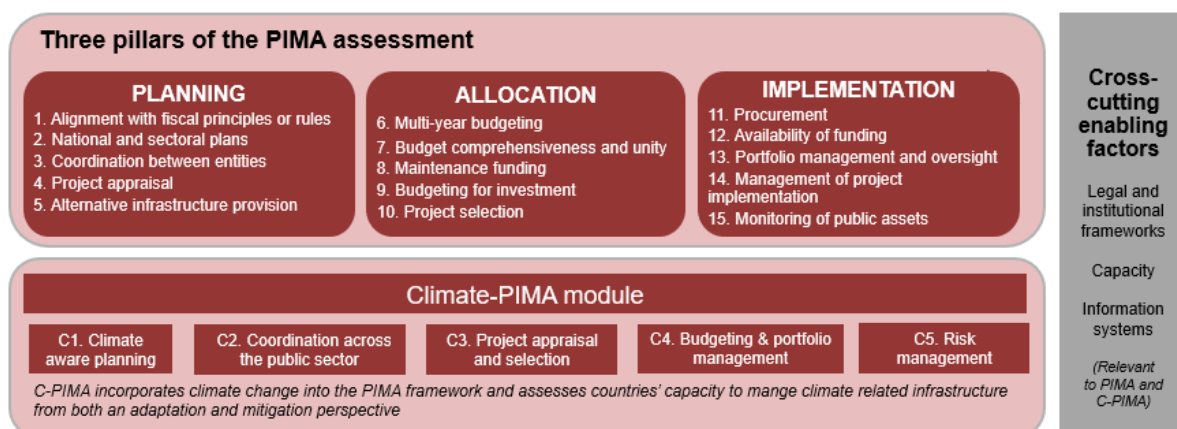 Three pillars of the PIMA assessment
PLANNING
1. Alignment with fiscal principles or rules
2. National and sectoral plans
3. Coordination between entities
4. Project appraisal
5. Alternative infrastructure provision
ALLOCATION
6. Multi-year budgeting
7. Budget comprehensiveness and unity
8. Maintenance funding
9. Budgeting for investment
10. Project selection
IMPLEMENTATION
11. Procurement
12. Availability of funding
13. Portfolio management and oversight
14. Management of project
implementation
15. Monitoring of public assets
Climate-PIMA module
C1. Climate
aware planning
C2. Coordination across
the public sector
C3. Project appraisal
and selection
C4. Budgeting & portfolio
management
C5. Risk
management
C-PIMA incorporates climate change into the PIMA framework and assesses countries' capacity to mange climate related infrastructure
from both an adaptation and mitigation perspective
Cross-
cutting
enabling
factors
Legal and
institutional
frameworks
Capacity
Information
systems
(Relevant
to PIMA and
C-PIMA)